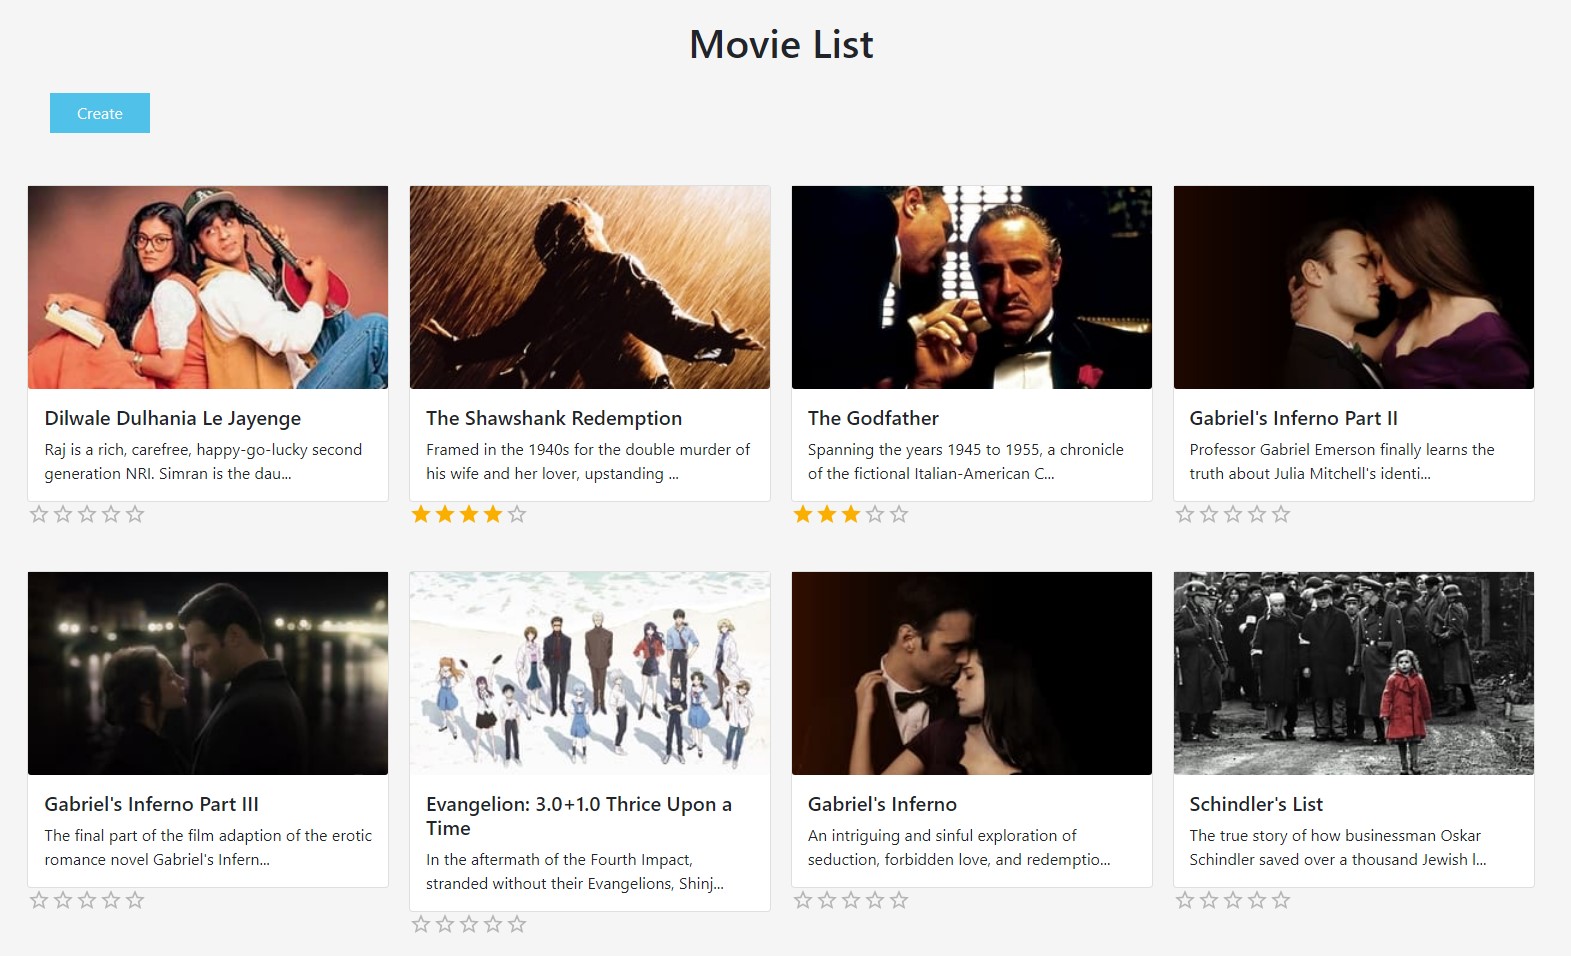 Movie List
Create
Dilwale Dulhania Le Jayenge
Raj is a rich, carefree, happy-go-lucky second
generation NRI. Simran is the dau...
The Shawshank Redemption
Framed in the 1940s for the double murder of
his wife and her lover, upstanding ...
The Godfather
Spanning the years 1945 to 1955, a chronicle
of the fictional Italian-American C...
Gabriel's Inferno Part II
Professor Gabriel Emerson finally learns the
truth about Julia Mitchell's identi...
Gabriel's Inferno Part III
The final part of the film adaption of the erotic
romance novel Gabriel's Infern...
Evangelion: 3.0+1.0 Thrice Upon a
Time
In the aftermath of the Fourth Impact,
stranded without their Evangelions, Shinj...
Gabriel's Inferno
An intriguing and sinful exploration of
seduction, forbidden love, and redemptio...
Schindler's List
The true story of how businessman Oskar
Schindler saved over a thousand Jewish l...